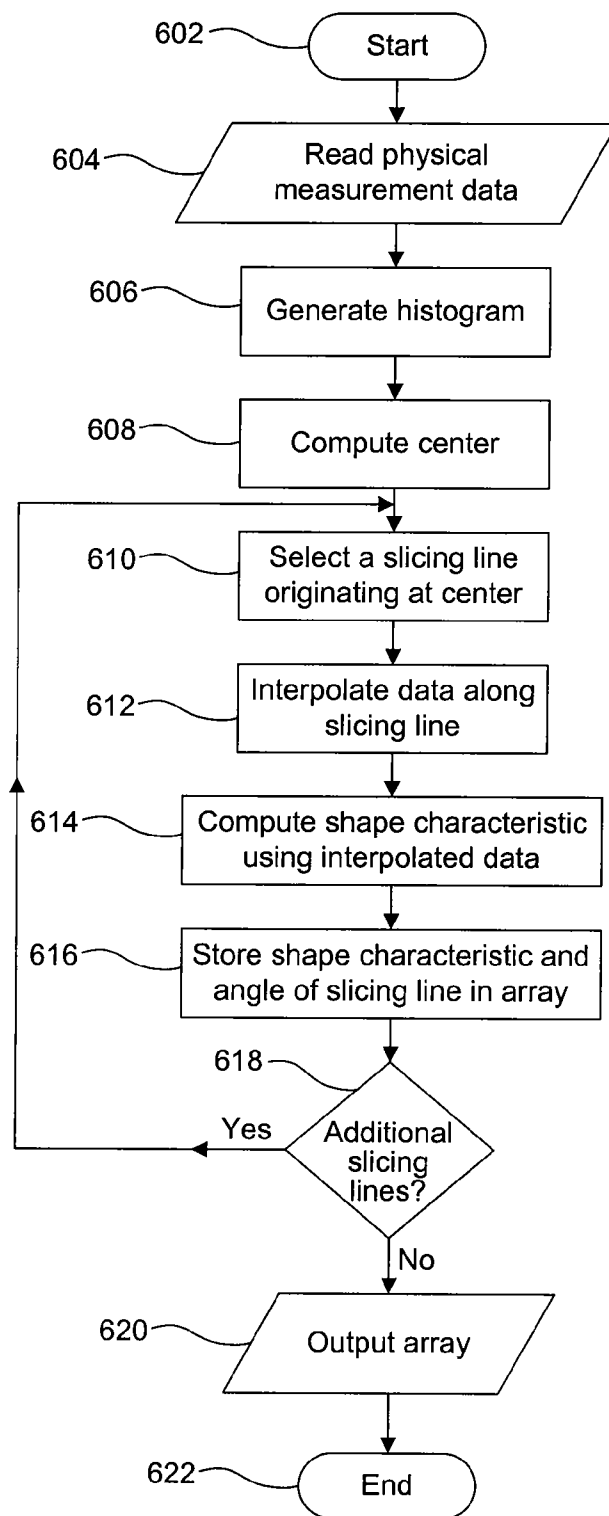 602
Start
604
Read physical
measurement data
606
Generate histogram
608
Compute center
610
Select a slicing line
originating at center
612
Interpolate data along
slicing line
614
Compute shape characteristic
using interpolated data
616
Store shape characteristic and
angle of slicing line in array
618
Yes
Additional
slicing
lines?
No
620
Output array
622
End